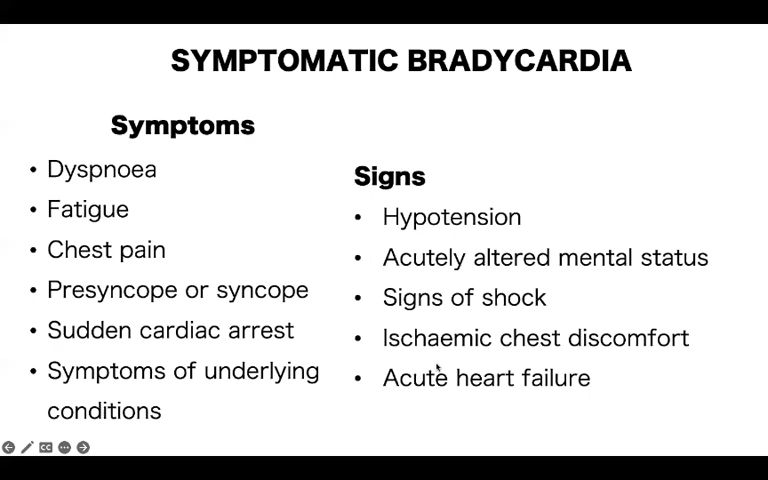 SYMPTOMATIC BRADYCARDIA
Symptoms
• Dyspnoea
• Fatigue
• Chest pain
• Presyncope or syncope
• Sudden cardiac arrest
• Symptoms of underlying
conditions
Signs
• Hypotension
• Acutely altered mental status
• Signs of shock
• Ischaemic chest discomfort
• Acute heart failure
CC